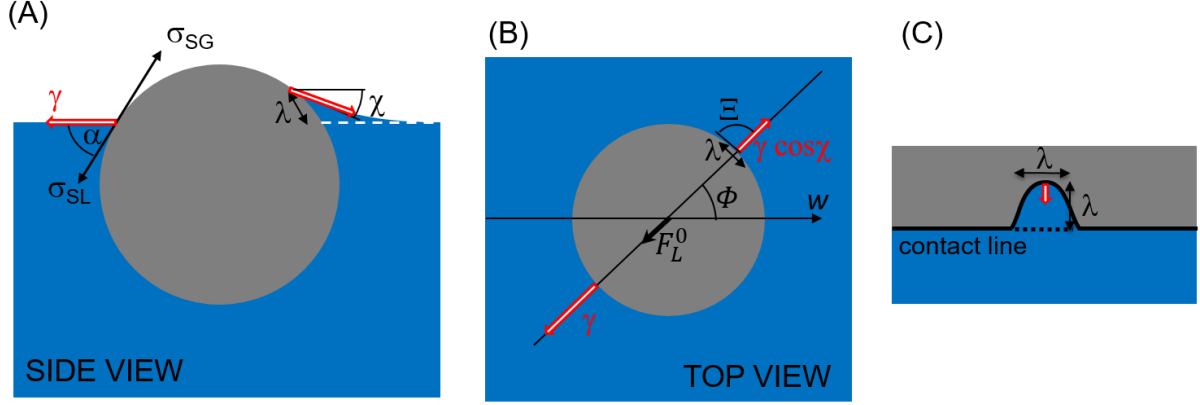 (A)
σSG
γ
α
σSL
λ
χ
SIDE VIEW
(B)
Ξ
λ
γ cosχ
Φ
w
F_L^0
γ
TOP VIEW
(C)
λ
λ
contact line